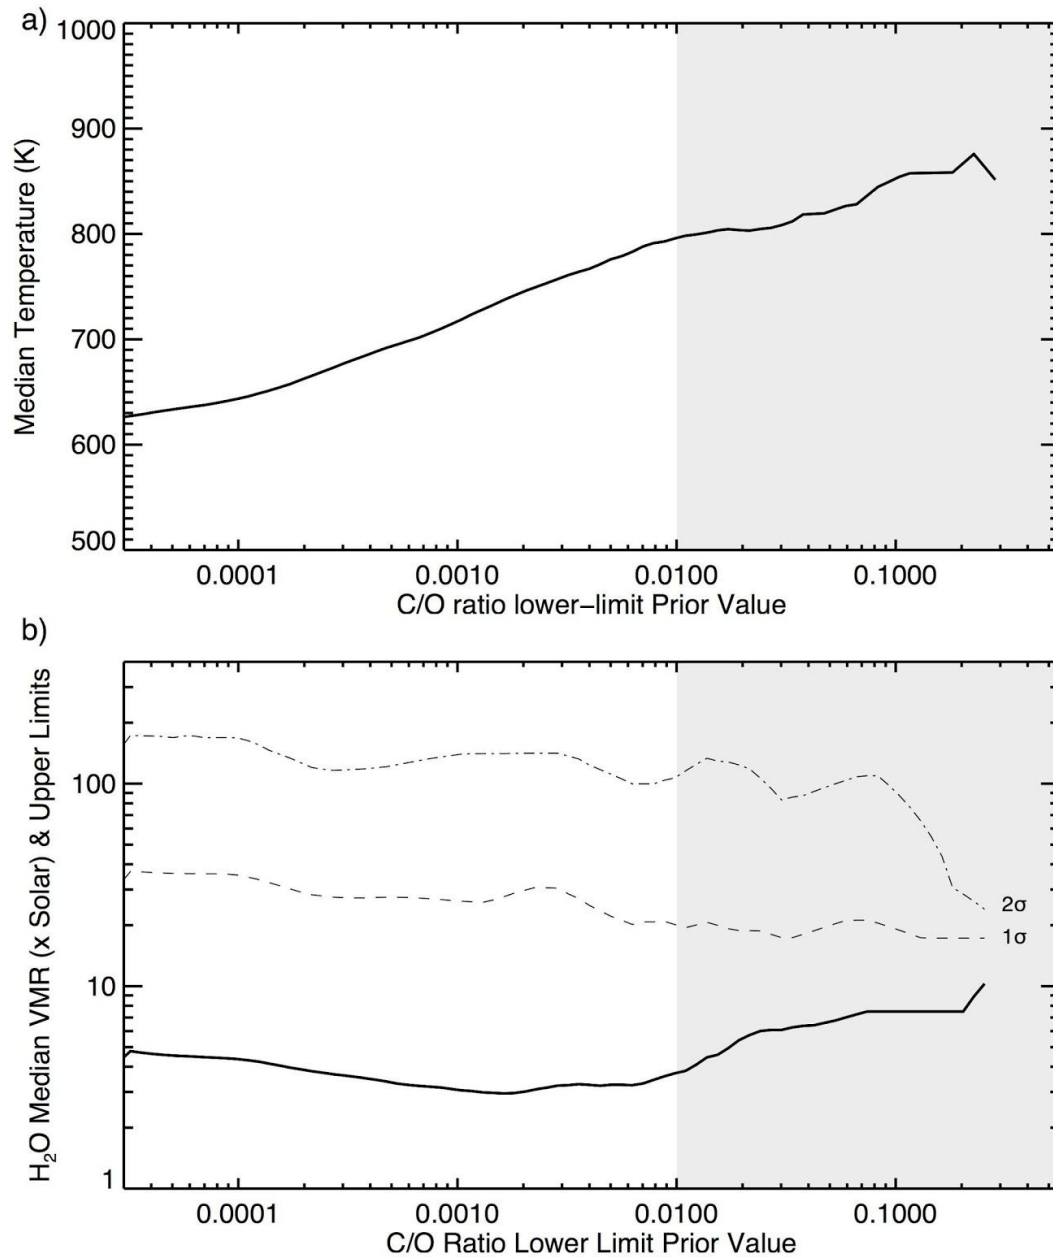 a)
1000
900
800
700
600
500
Median Temperature (K)
0.0001 0.0010 0.0100 0.1000
C/O ratio lower-limit Prior Value
b)
100
10
1
H₂O Median VMR (x Solar) & Upper Limits
2σ
1σ
0.0001 0.0010 0.0100 0.1000
C/O Ratio Lower Limit Prior Value